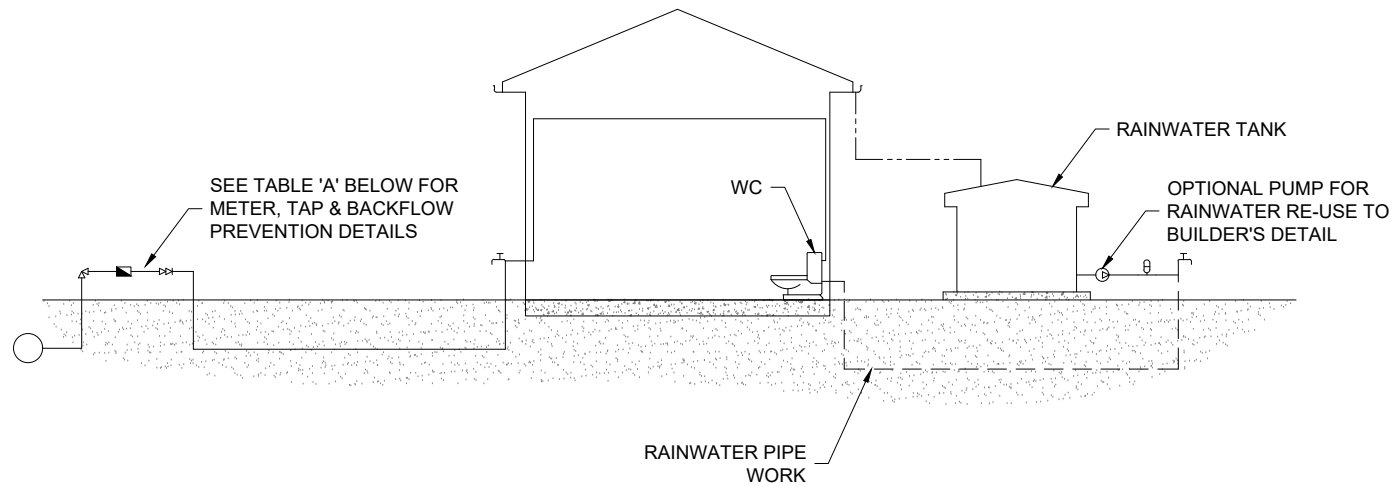 RAINWATER TANK
SEE TABLE 'A' BELOW FOR
METER, TAP & BACKFLOW
PREVENTION DETAILS
WC
OPTIONAL PUMP FOR
RAINWATER RE-USE TO
BUILDER'S DETAIL
RAINWATER PIPE
WORK